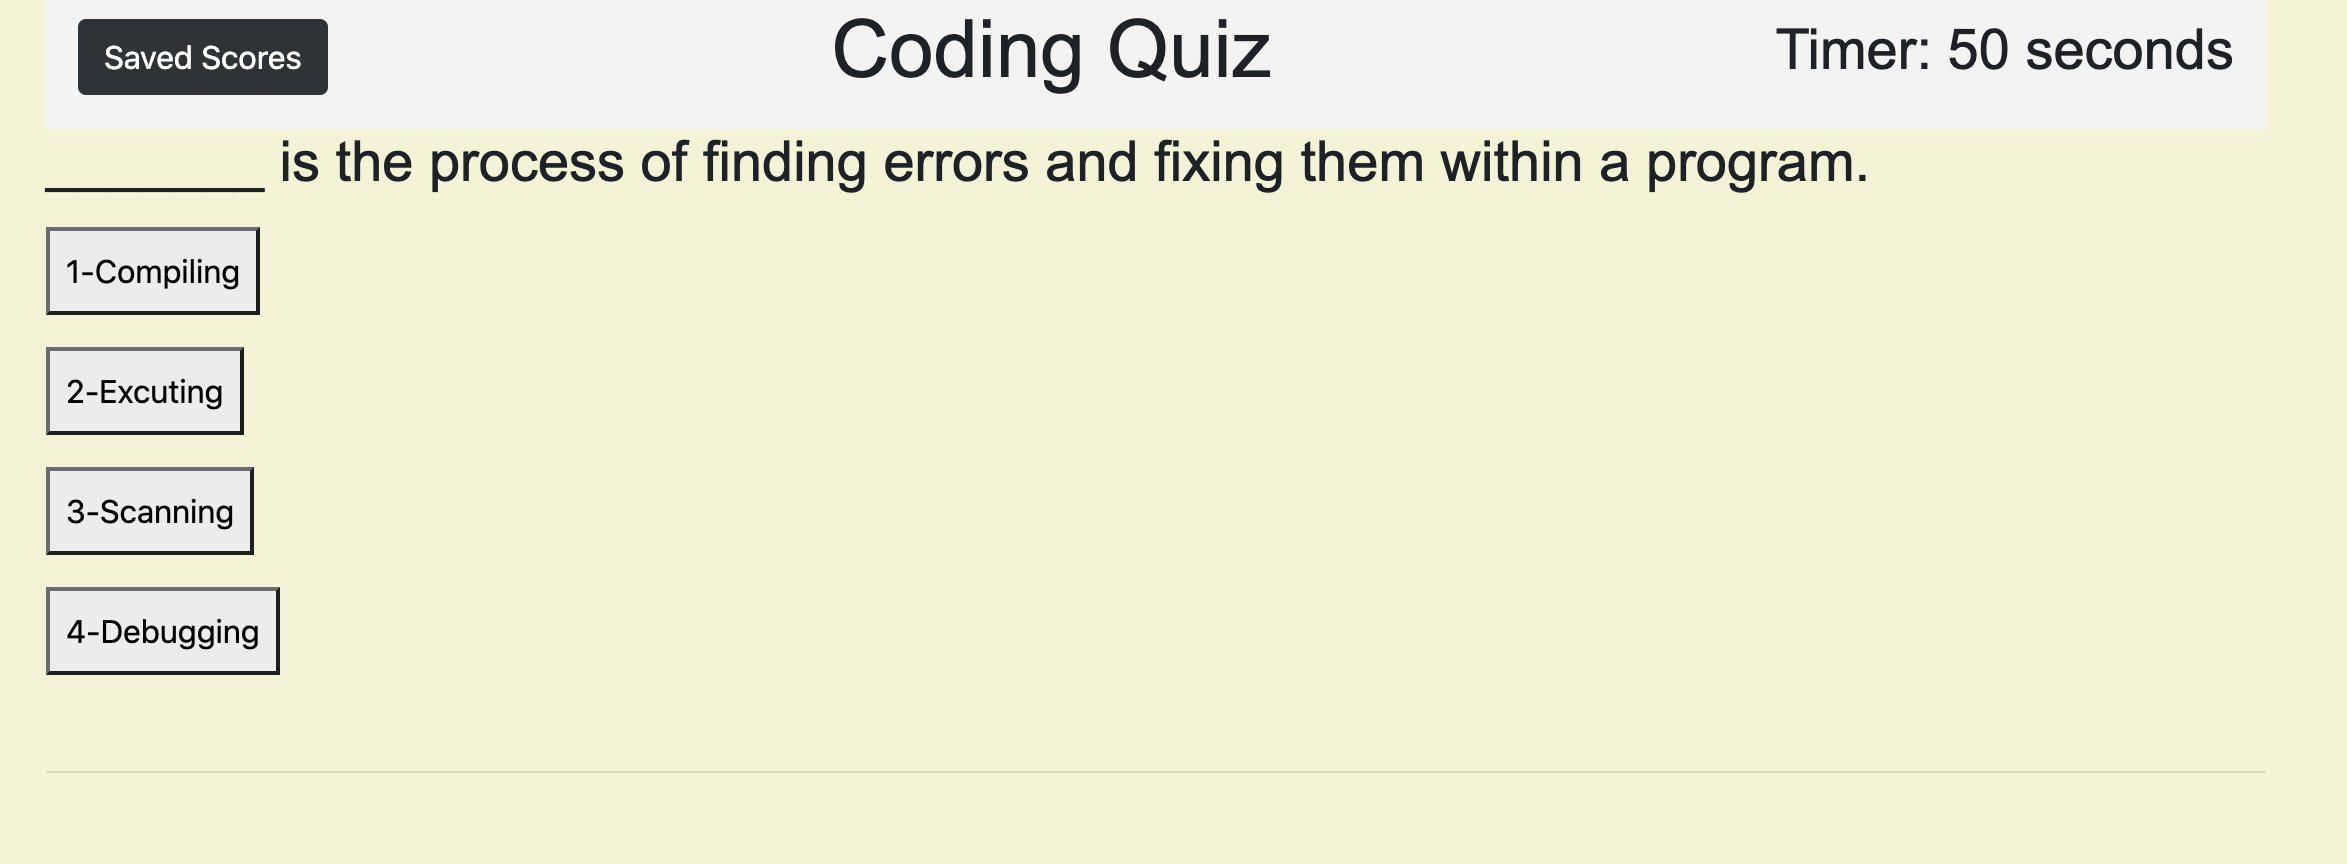 Saved Scores
Coding Quiz
Timer: 50 seconds
________ is the process of finding errors and fixing them within a program.
1-Compiling
2-Excuting
3-Scanning
4-Debugging